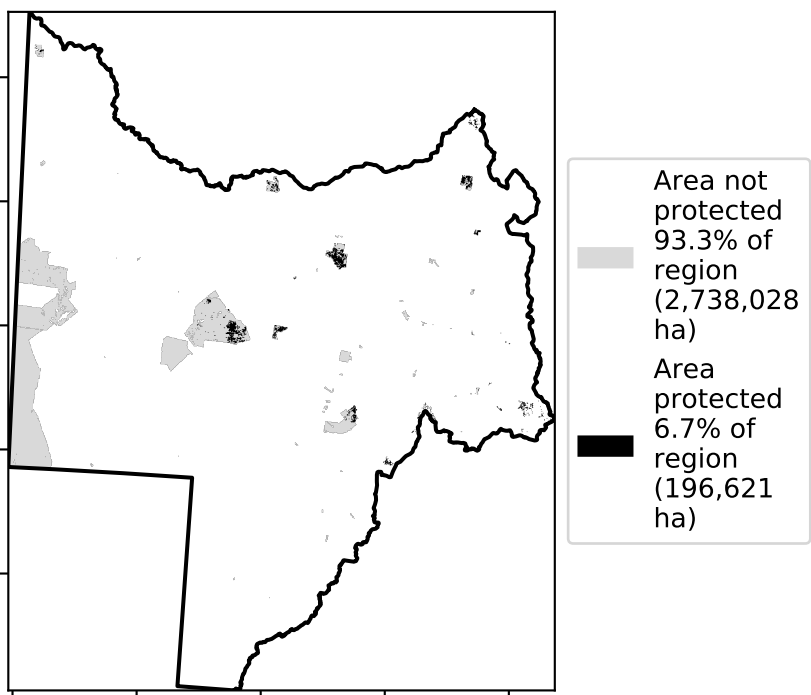 Area not
protected
93.3% of
region
(2,738,028
ha)
Area
protected
6.7% of
region
(196,621
ha)